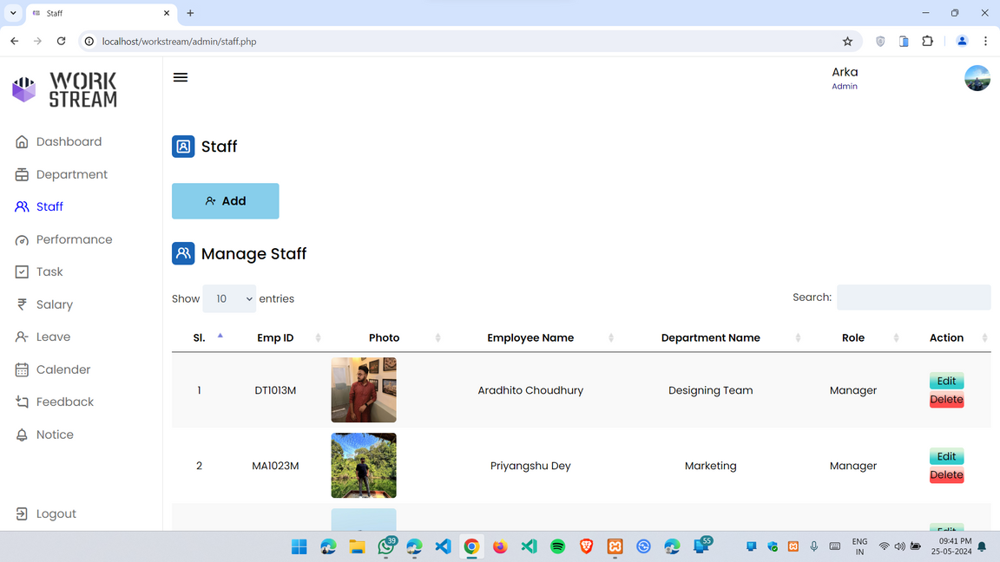 Staff
localhost/workstream/admin/staff.php
WORK
STREAM
Arka
Admin
Dashboard
Department
Staff
Performance
Task
Salary
Leave
Calender
Feedback
Notice
Logout
Staff
Add
Manage Staff
Show 10 entries
Search:
Sl. Emp ID Photo Employee Name Department Name Role Action
1 DT1013M Aradhito Choudhury Designing Team Manager Edit
Delete
2 MA1023M Priyangshu Dey Marketing Manager Edit
Delete
Edit
39
55
ENG
IN
09:41 PM
25-05-2024